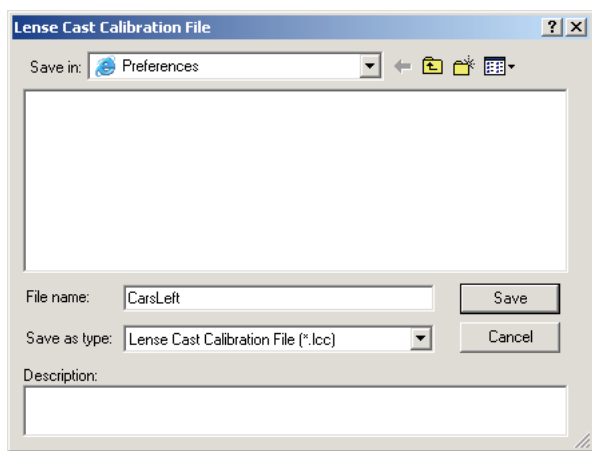 Lense Cast Calibration File
Save in: Preferences
File name: CarsLeft Save
Save as type: Lense Cast Calibration File (*.lcc) Cancel
Description: